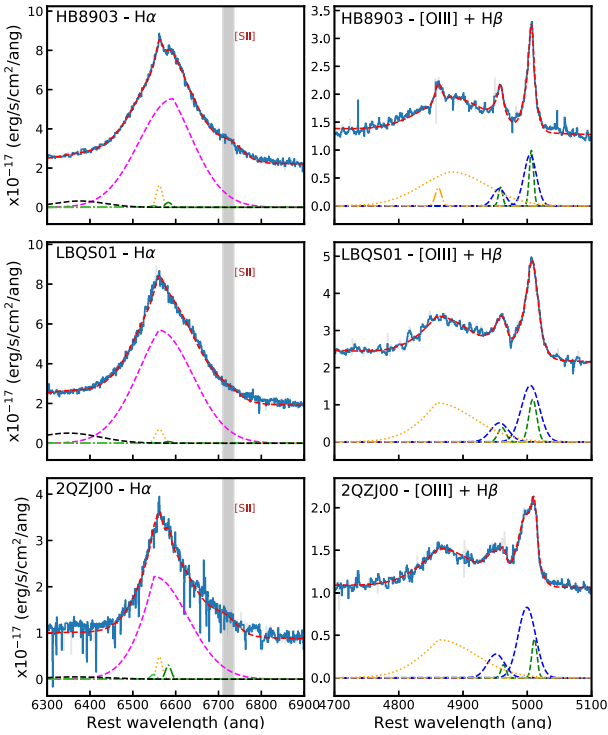 HB8903 - Hα
HB8903 - [OIII] + Hβ
[SII]
x10⁻¹⁷ (erg/s/cm²/ang)
10
8
6
4
2
0
3.5
3.0
2.5
2.0
1.5
1.0
0.5
0.0
LBQS01 - Hα
LBQS01 - [OIII] + Hβ
[SII]
x10⁻¹⁷ (erg/s/cm²/ang)
10
8
6
4
2
0
5
4
3
2
1
0
2QZJ00 - Hα
2QZJ00 - [OIII] + Hβ
[SII]
x10⁻¹⁷ (erg/s/cm²/ang)
4
3
2
1
0
2.0
1.5
1.0
0.5
0.0
6300 6400 6500 6600 6700 6800 6900
4700 4800 4900 5000 5100
Rest wavelength (ang)
Rest wavelength (ang)